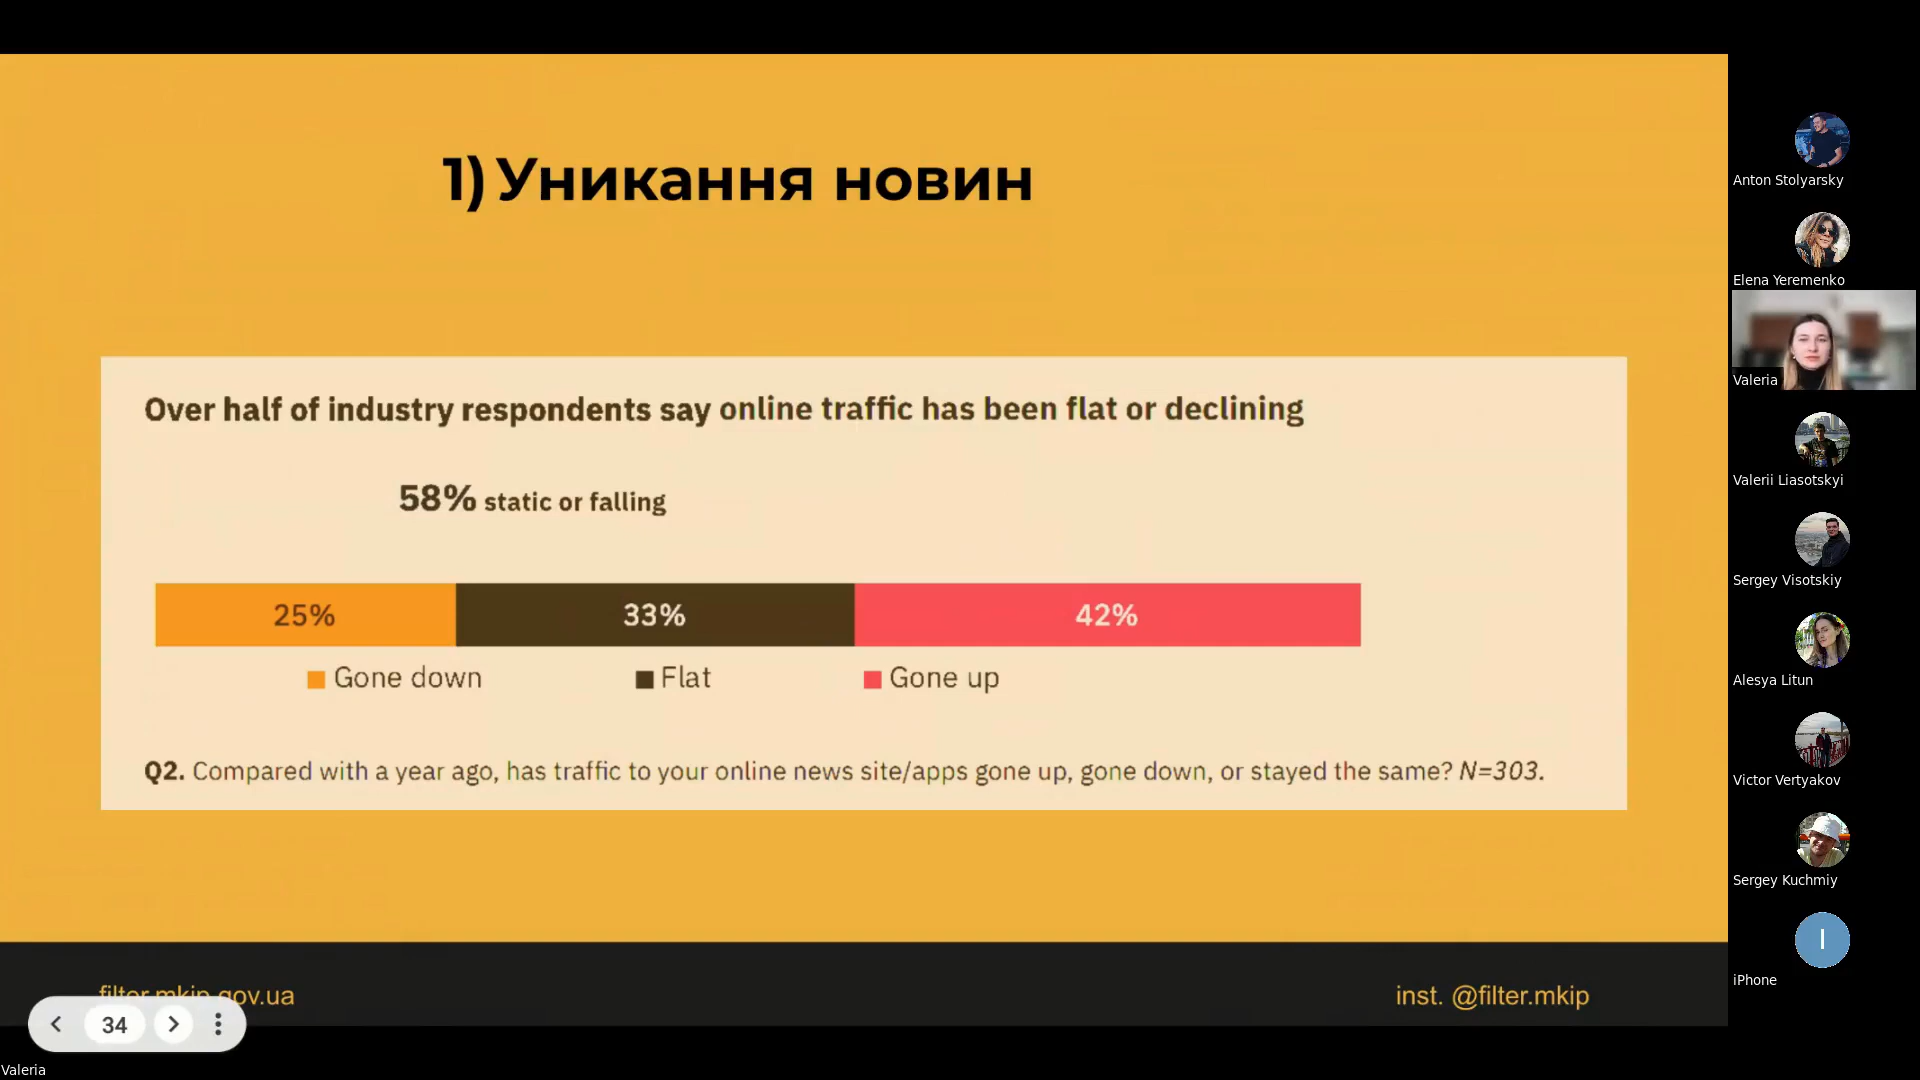 1) Уникання новин
Over half of industry respondents say online traffic has been flat or declining
58% static or falling
25%
33%
42%
Gone down
Flat
Gone up
Q2. Compared with a year ago, has traffic to your online news site/apps gone up, gone down, or stayed the same? N=303.
filter.mkip.gov.ua
inst. @filter.mkip
34
Valeria
Anton Stolyarsky
Elena Yeremenko
Valeria
Valerii Liasotskyi
Sergey Visotskiy
Alesya Litun
Victor Vertyakov
Sergey Kuchmiy
I
iPhone